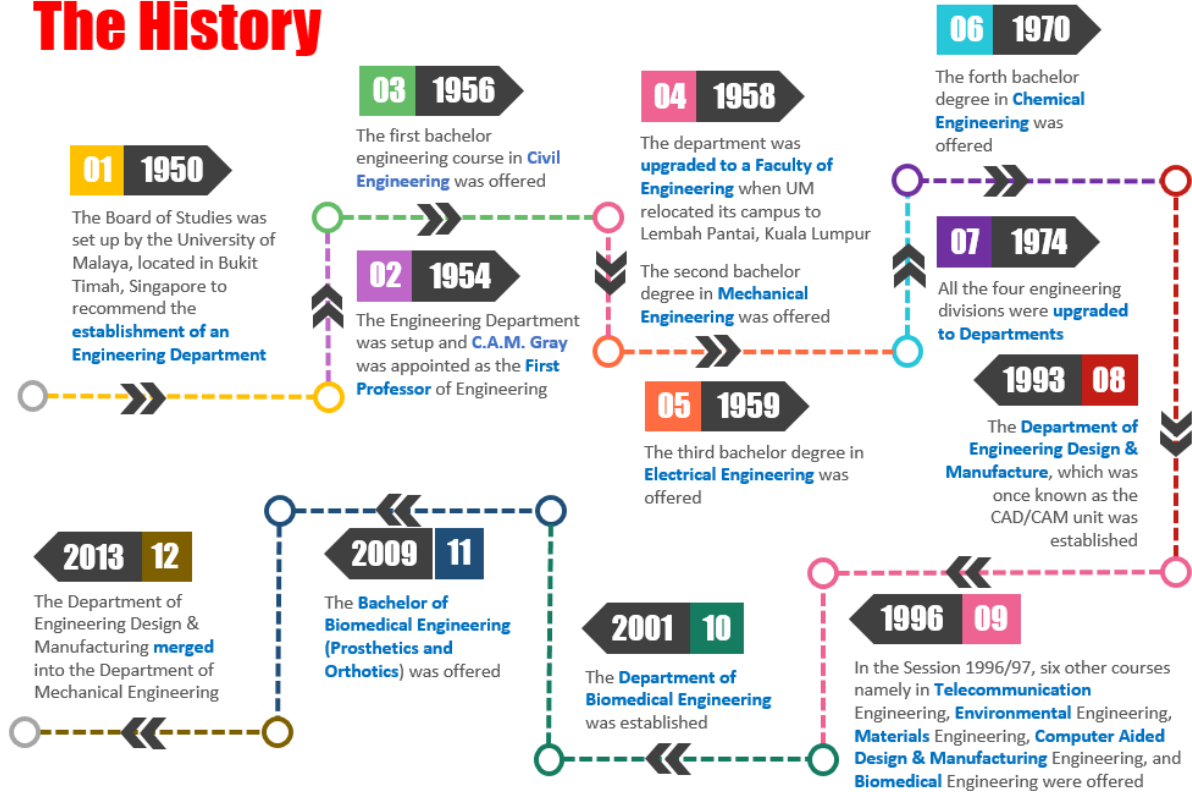 The History
01 1950
The Board of Studies was
set up by the University of
Malaya, located in Bukit
Timah, Singapore to
recommend the
establishment of an
Engineering Department
02 1954
The Engineering Department
was setup and C.A.M. Gray
was appointed as the First
Professor of Engineering
03 1956
The first bachelor
engineering course in Civil
Engineering was offered
04 1958
The department was
upgraded to a Faculty of
Engineering when UM
relocated its campus to
Lembah Pantai, Kuala Lumpur
The second bachelor
degree in Mechanical
Engineering was offered
05 1959
The third bachelor degree in
Electrical Engineering was
offered
06 1970
The forth bachelor
degree in Chemical
Engineering was
offered
07 1974
All the four engineering
divisions were upgraded
to Departments
1993 08
The Department of
Engineering Design &
Manufacture, which was
once known as the
CAD/CAM unit was
established
1996 09
In the Session 1996/97, six other courses
namely in Telecommunication
Engineering, Environmental Engineering,
Materials Engineering, Computer Aided
Design & Manufacturing Engineering, and
Biomedical Engineering were offered
2001 10
The Department of
Biomedical Engineering
was established
2009 11
The Bachelor of
Biomedical Engineering
(Prosthetics and
Orthotics) was offered
2013 12
The Department of
Engineering Design &
Manufacturing merged
into the Department of
Mechanical Engineering